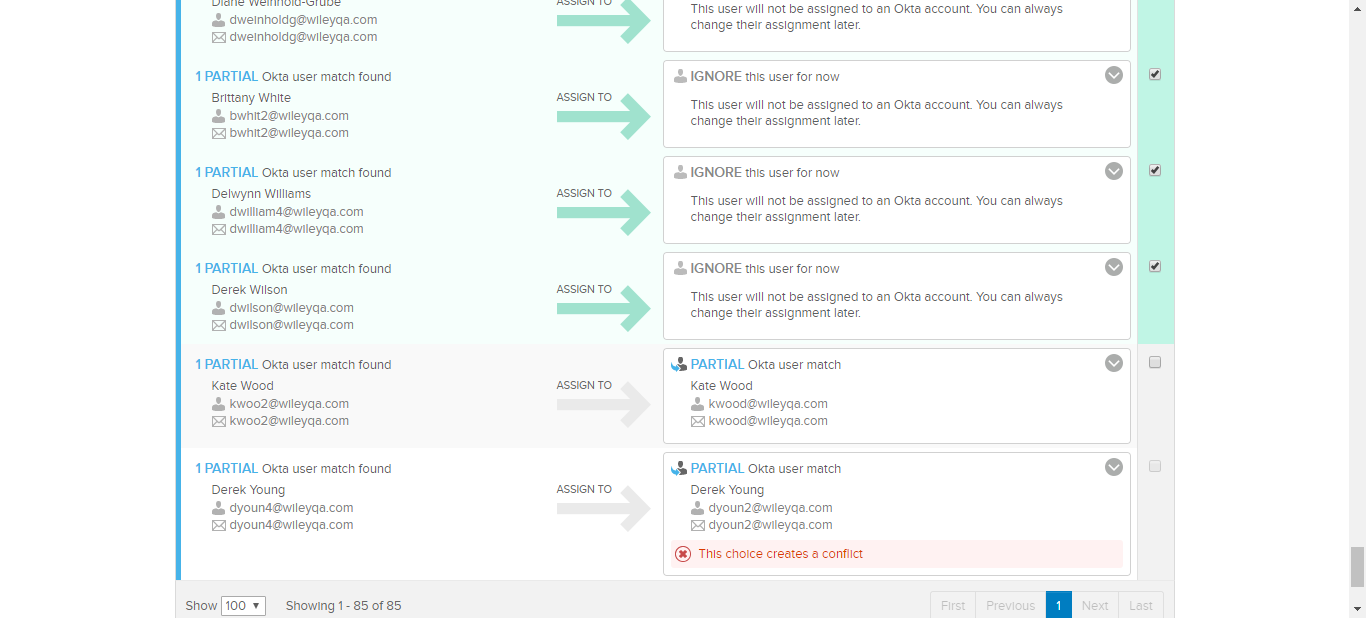 Diane Weinhold-Grube
dweinholdg@wileyqa.com
dweinholdg@wileyqa.com
ASSIGN TO
This user will not be assigned to an Okta account. You can always
change their assignment later.
1 PARTIAL Okta user match found
Brittany White
bwhit2@wileyqa.com
bwhit2@wileyqa.com
ASSIGN TO
IGNORE this user for now
This user will not be assigned to an Okta account. You can always
change their assignment later.
1 PARTIAL Okta user match found
Delwynn Williams
dwilliam4@wileyqa.com
dwilliam4@wileyqa.com
ASSIGN TO
IGNORE this user for now
This user will not be assigned to an Okta account. You can always
change their assignment later.
1 PARTIAL Okta user match found
Derek Wilson
dwilson@wileyqa.com
dwilson@wileyqa.com
ASSIGN TO
IGNORE this user for now
This user will not be assigned to an Okta account. You can always
change their assignment later.
1 PARTIAL Okta user match found
Kate Wood
kwoo2@wileyqa.com
kwoo2@wileyqa.com
ASSIGN TO
PARTIAL Okta user match
Kate Wood
kwood@wileyqa.com
kwood@wileyqa.com
1 PARTIAL Okta user match found
Derek Young
dyoun4@wileyqa.com
dyoun4@wileyqa.com
ASSIGN TO
PARTIAL Okta user match
Derek Young
dyoun2@wileyqa.com
dyoun2@wileyqa.com
This choice creates a conflict
Show 100 Showing 1 - 85 of 85
First Previous 1 Next Last